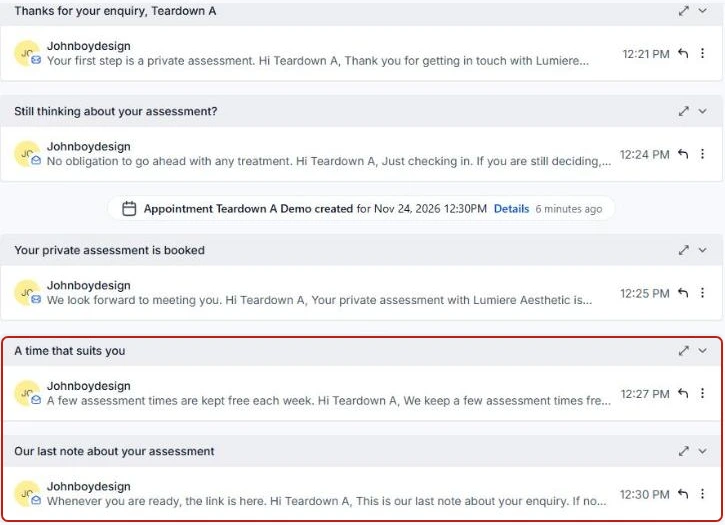 Thanks for your enquiry, Teardown A
JO
Johnboydesign
Your first step is a private assessment. Hi Teardown A, Thank you for getting in touch with Lumiere...
12:21 PM
Still thinking about your assessment?
JO
Johnboydesign
No obligation to go ahead with any treatment. Hi Teardown A, Just checking in. If you are still deciding,...
12:24 PM
Appointment Teardown A Demo created for Nov 24, 2026 12:30PM Details 6 minutes ago
Your private assessment is booked
JO
Johnboydesign
We look forward to meeting you. Hi Teardown A, Your private assessment with Lumiere Aesthetic is...
12:25 PM
A time that suits you
JO
Johnboydesign
A few assessment times are kept free each week. Hi Teardown A, We keep a few assessment times fre...
12:27 PM
Our last note about your assessment
JO
Johnboydesign
Whenever you are ready, the link is here. Hi Teardown A, This is our last note about your enquiry. If no...
12:30 PM